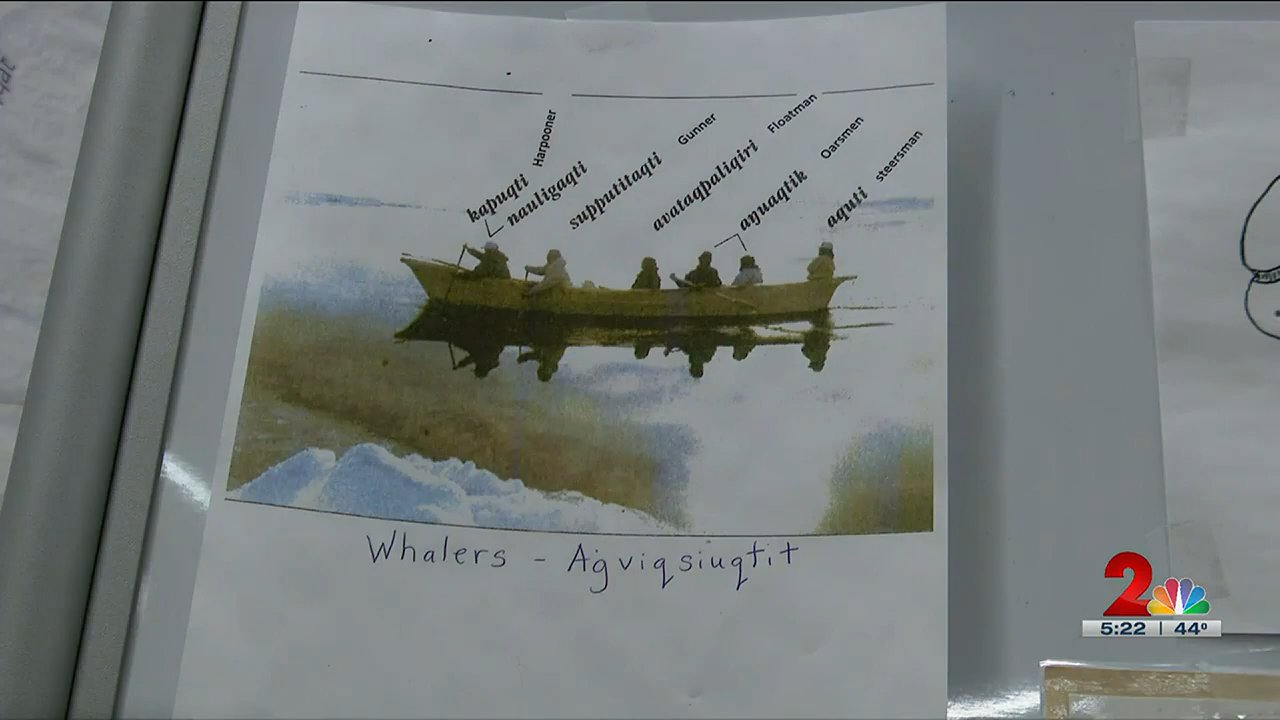 kapuqti Harpooner
nauligaqti
supputitaqti Gunner
avataqpaliqiri Floatman
aŋuaqtik Oarsmen
aquti steersman
Whalers - Aġviqsiuqtit
2
5:22 | 44°